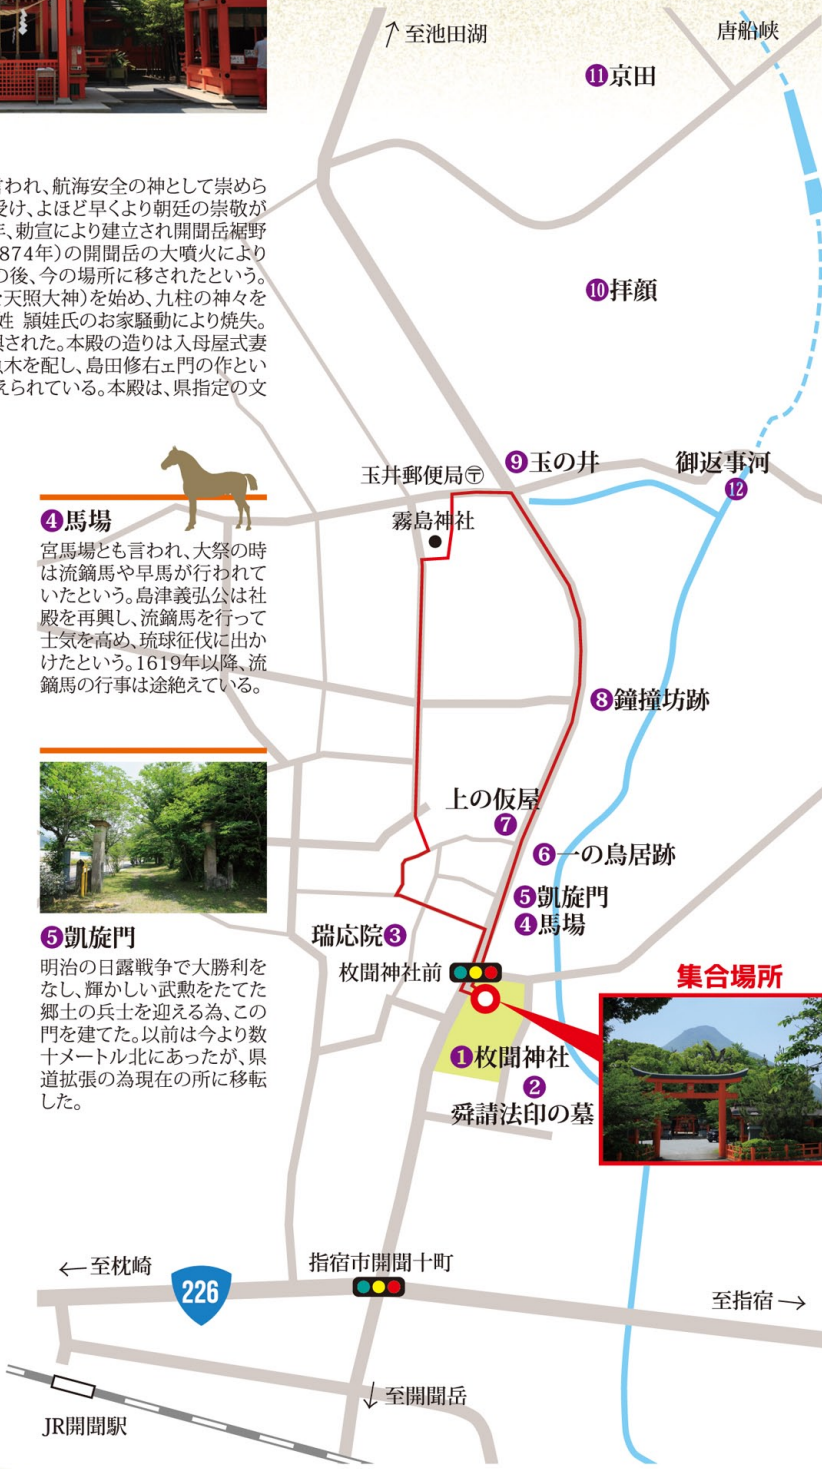 至池田湖
唐船峡
⓫京田
言われ、航海安全の神として崇めら
受け、よほど早くより朝廷の崇敬が
年、勅宣により建立され開聞岳裾野
874年)の開聞岳の大噴火により
の後、今の場所に移されたという。
天照大神)を始め、九柱の神々を
姓 頴娃氏のお家騒動により焼失。
興された。本殿の造りは入母屋式妻
魚木を配し、島田修右ェ門の作とい
えられている。本殿は、県指定の文
❿拝顔
❾玉の井
御返事河
⓬
玉井郵便局〶
霧島神社
❹馬場
宮馬場とも言われ、大祭の時
は流鏑馬や早馬が行われて
いたという。島津義弘公は社
殿を再興し、流鏑馬を行って
士気を高め、琉球征伐に出か
けたという。1619年以降、流
鏑馬の行事は途絶えている。
❽鐘撞坊跡
上の仮屋
❼
❻一の鳥居跡
❺凱旋門
❹馬場
瑞応院❸
枚聞神社前
集合場所
❺凱旋門
明治の日露戦争で大勝利を
なし、輝かしい武勲をたてた
郷土の兵士を迎える為、この
門を建てた。以前は今より数
十メートル北にあったが、県
道拡張の為現在の所に移転
した。
❶枚聞神社
❷
舜請法印の墓
至枕崎
226
指宿市開聞十町
至指宿
至開聞岳
JR開聞駅